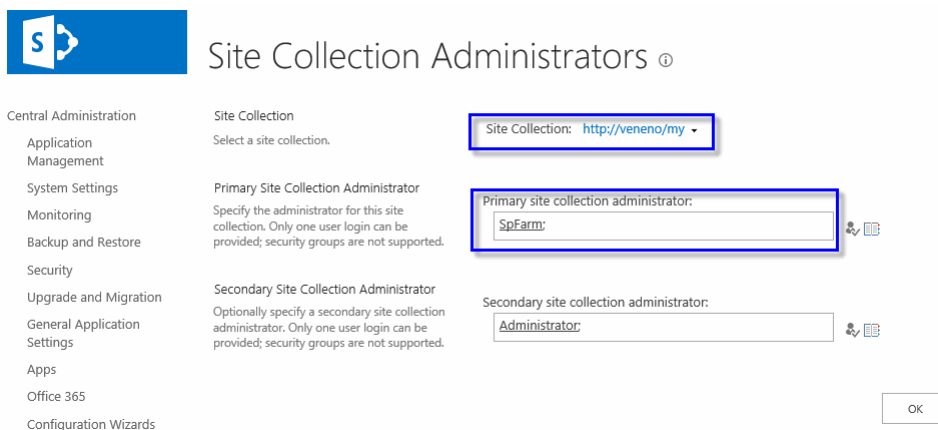 S
Site Collection Administrators
Central Administration
Application
Management
System Settings
Monitoring
Backup and Restore
Security
Upgrade and Migration
General Application
Settings
Apps
Office 365
Configuration Wizards
Site Collection
Select a site collection.
Site Collection: http://veneno/my
Primary Site Collection Administrator
Specify the administrator for this site
collection. Only one user login can be
provided; security groups are not supported.
Primary site collection administrator:
SpFarm;
Secondary Site Collection Administrator
Optionally specify a secondary site collection
administrator. Only one user login can be
provided; security groups are not supported.
Secondary site collection administrator:
Administrator;
OK